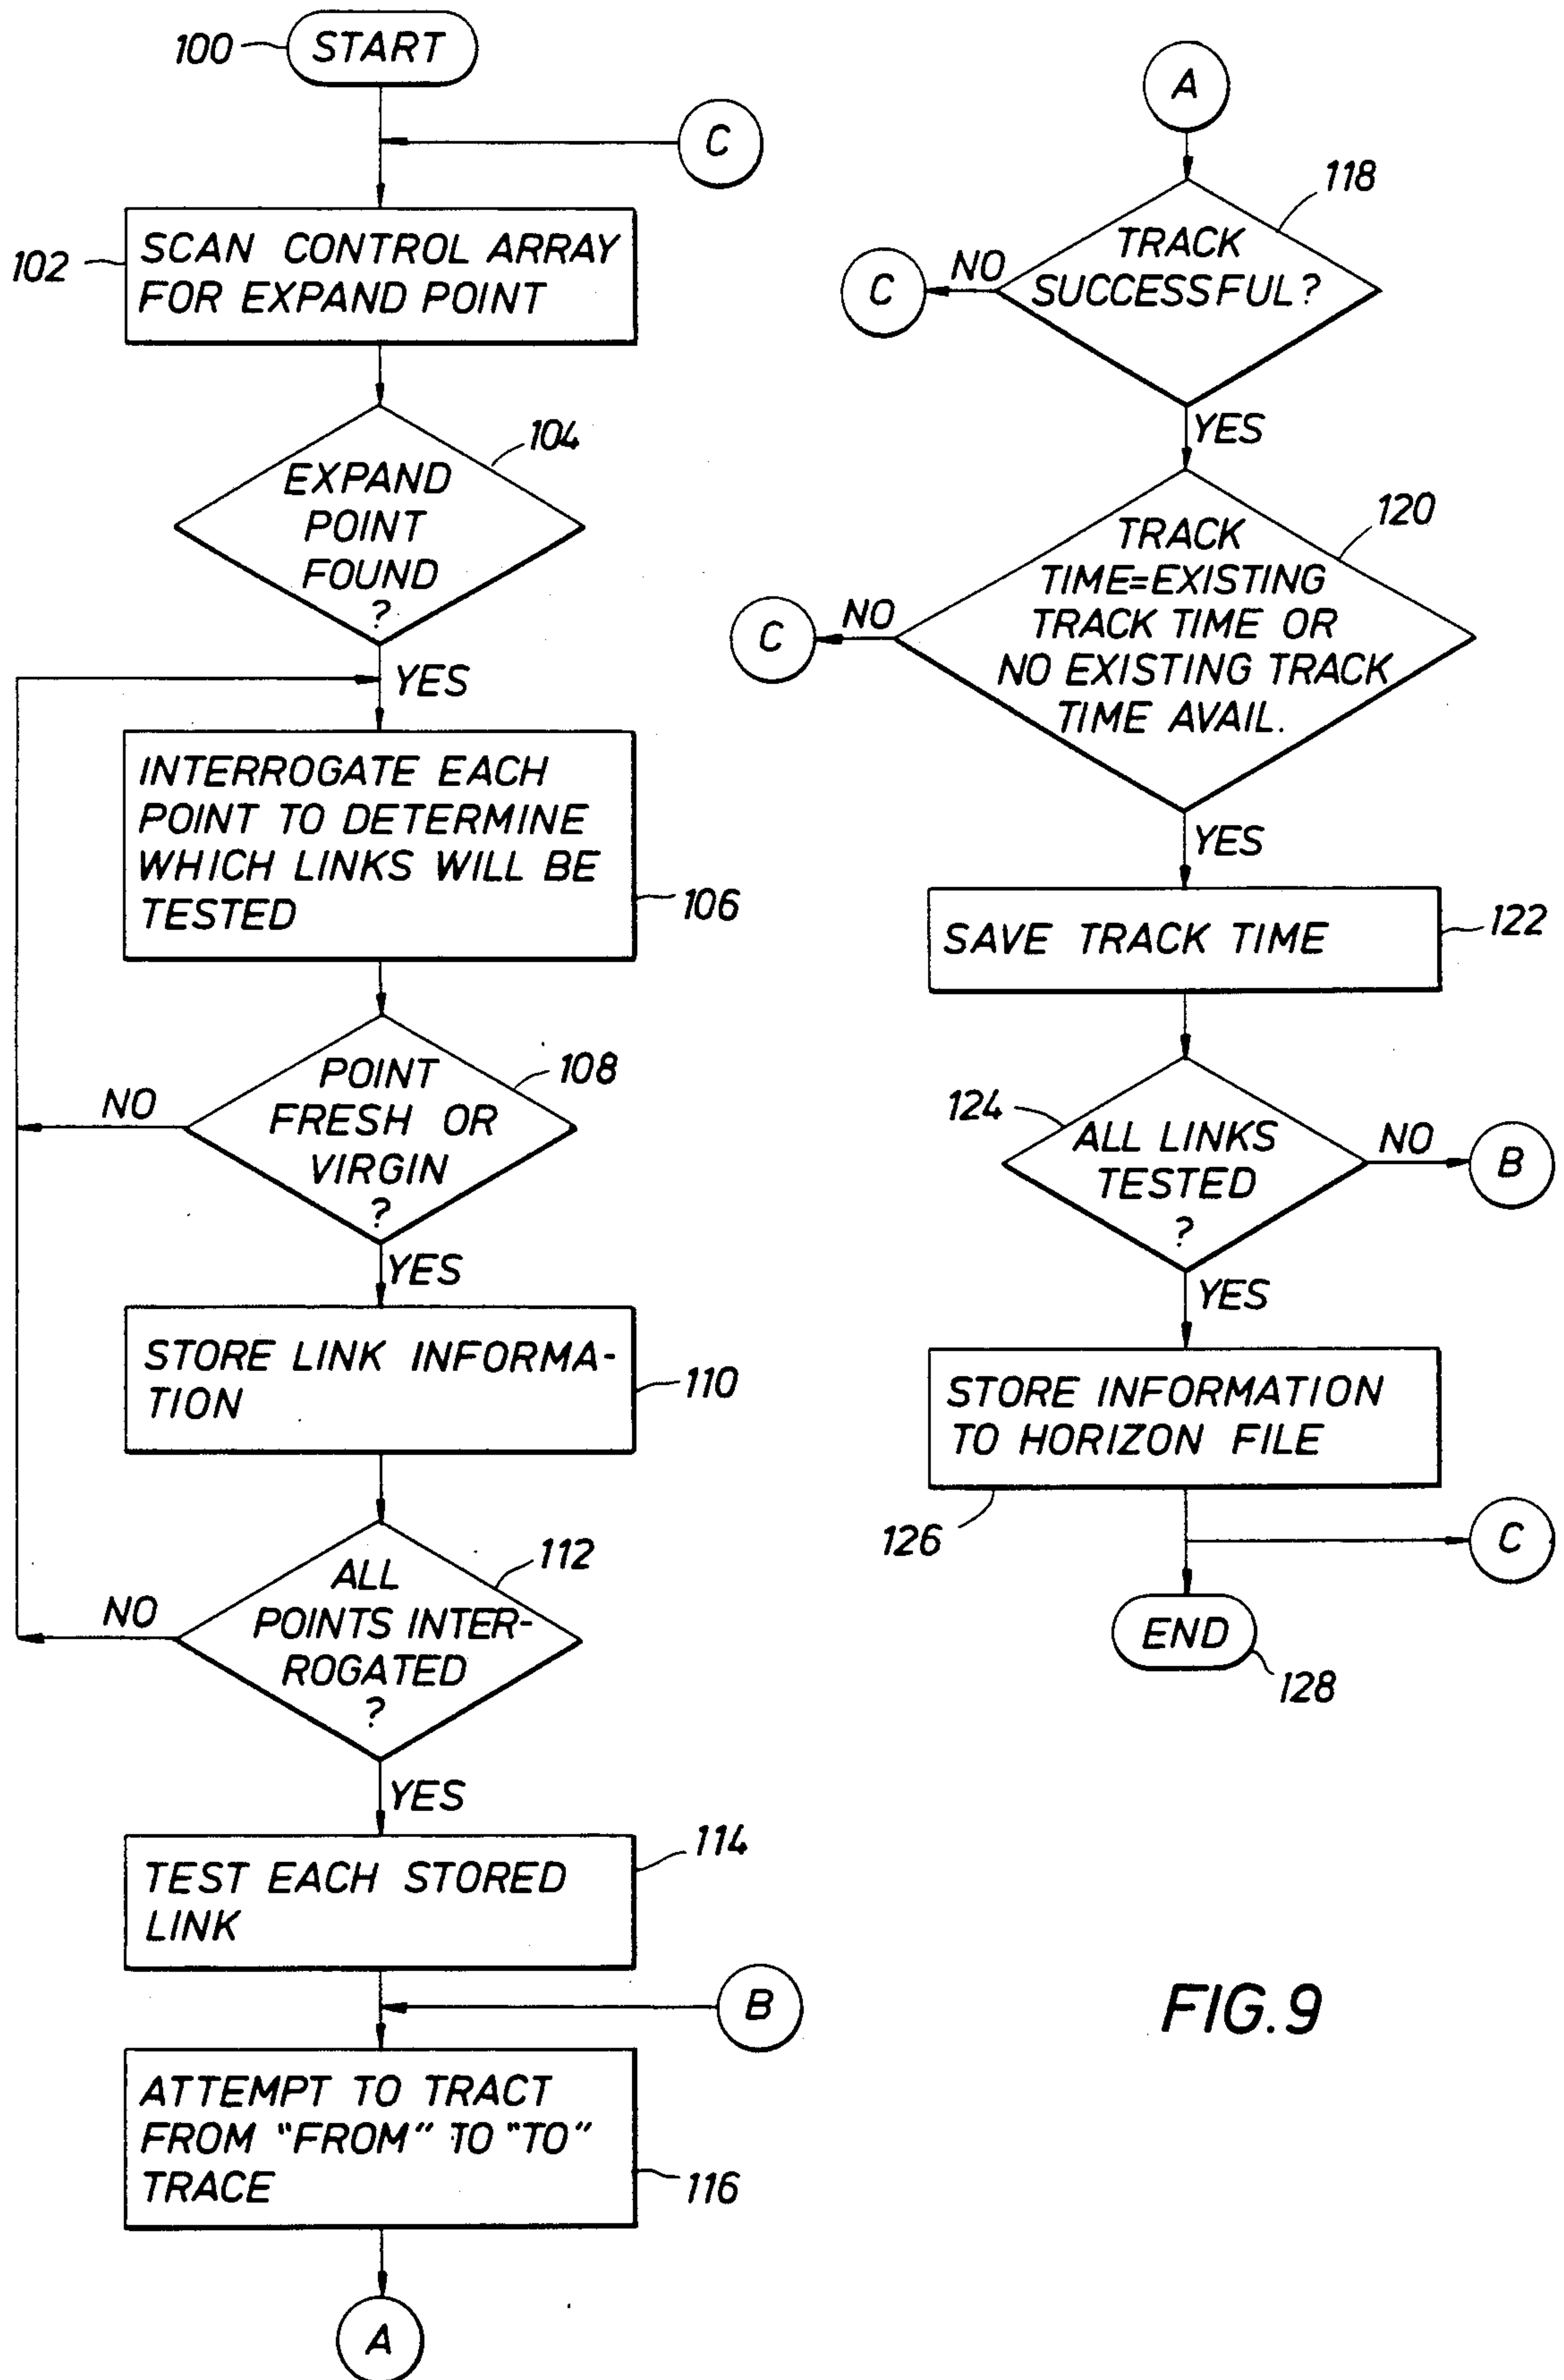 100
START
C
102
SCAN CONTROL ARRAY
FOR EXPAND POINT
104
EXPAND
POINT
FOUND
?
YES
INTERROGATE EACH
POINT TO DETERMINE
WHICH LINKS WILL BE
TESTED
106
108
POINT
FRESH OR
VIRGIN
?
NO
YES
STORE LINK INFORMA-
TION
110
112
ALL
POINTS INTER-
ROGATED
?
NO
YES
114
TEST EACH STORED
LINK
B
ATTEMPT TO TRACT
FROM "FROM" TO "TO"
TRACE
116
A
A
118
TRACK
SUCCESSFUL?
NO
C
YES
120
TRACK
TIME=EXISTING
TRACK TIME OR
NO EXISTING TRACK
TIME AVAIL.
NO
C
YES
SAVE TRACK TIME
122
124
ALL LINKS
TESTED
?
NO
B
YES
STORE INFORMATION
TO HORIZON FILE
126
C
END
128
FIG. 9